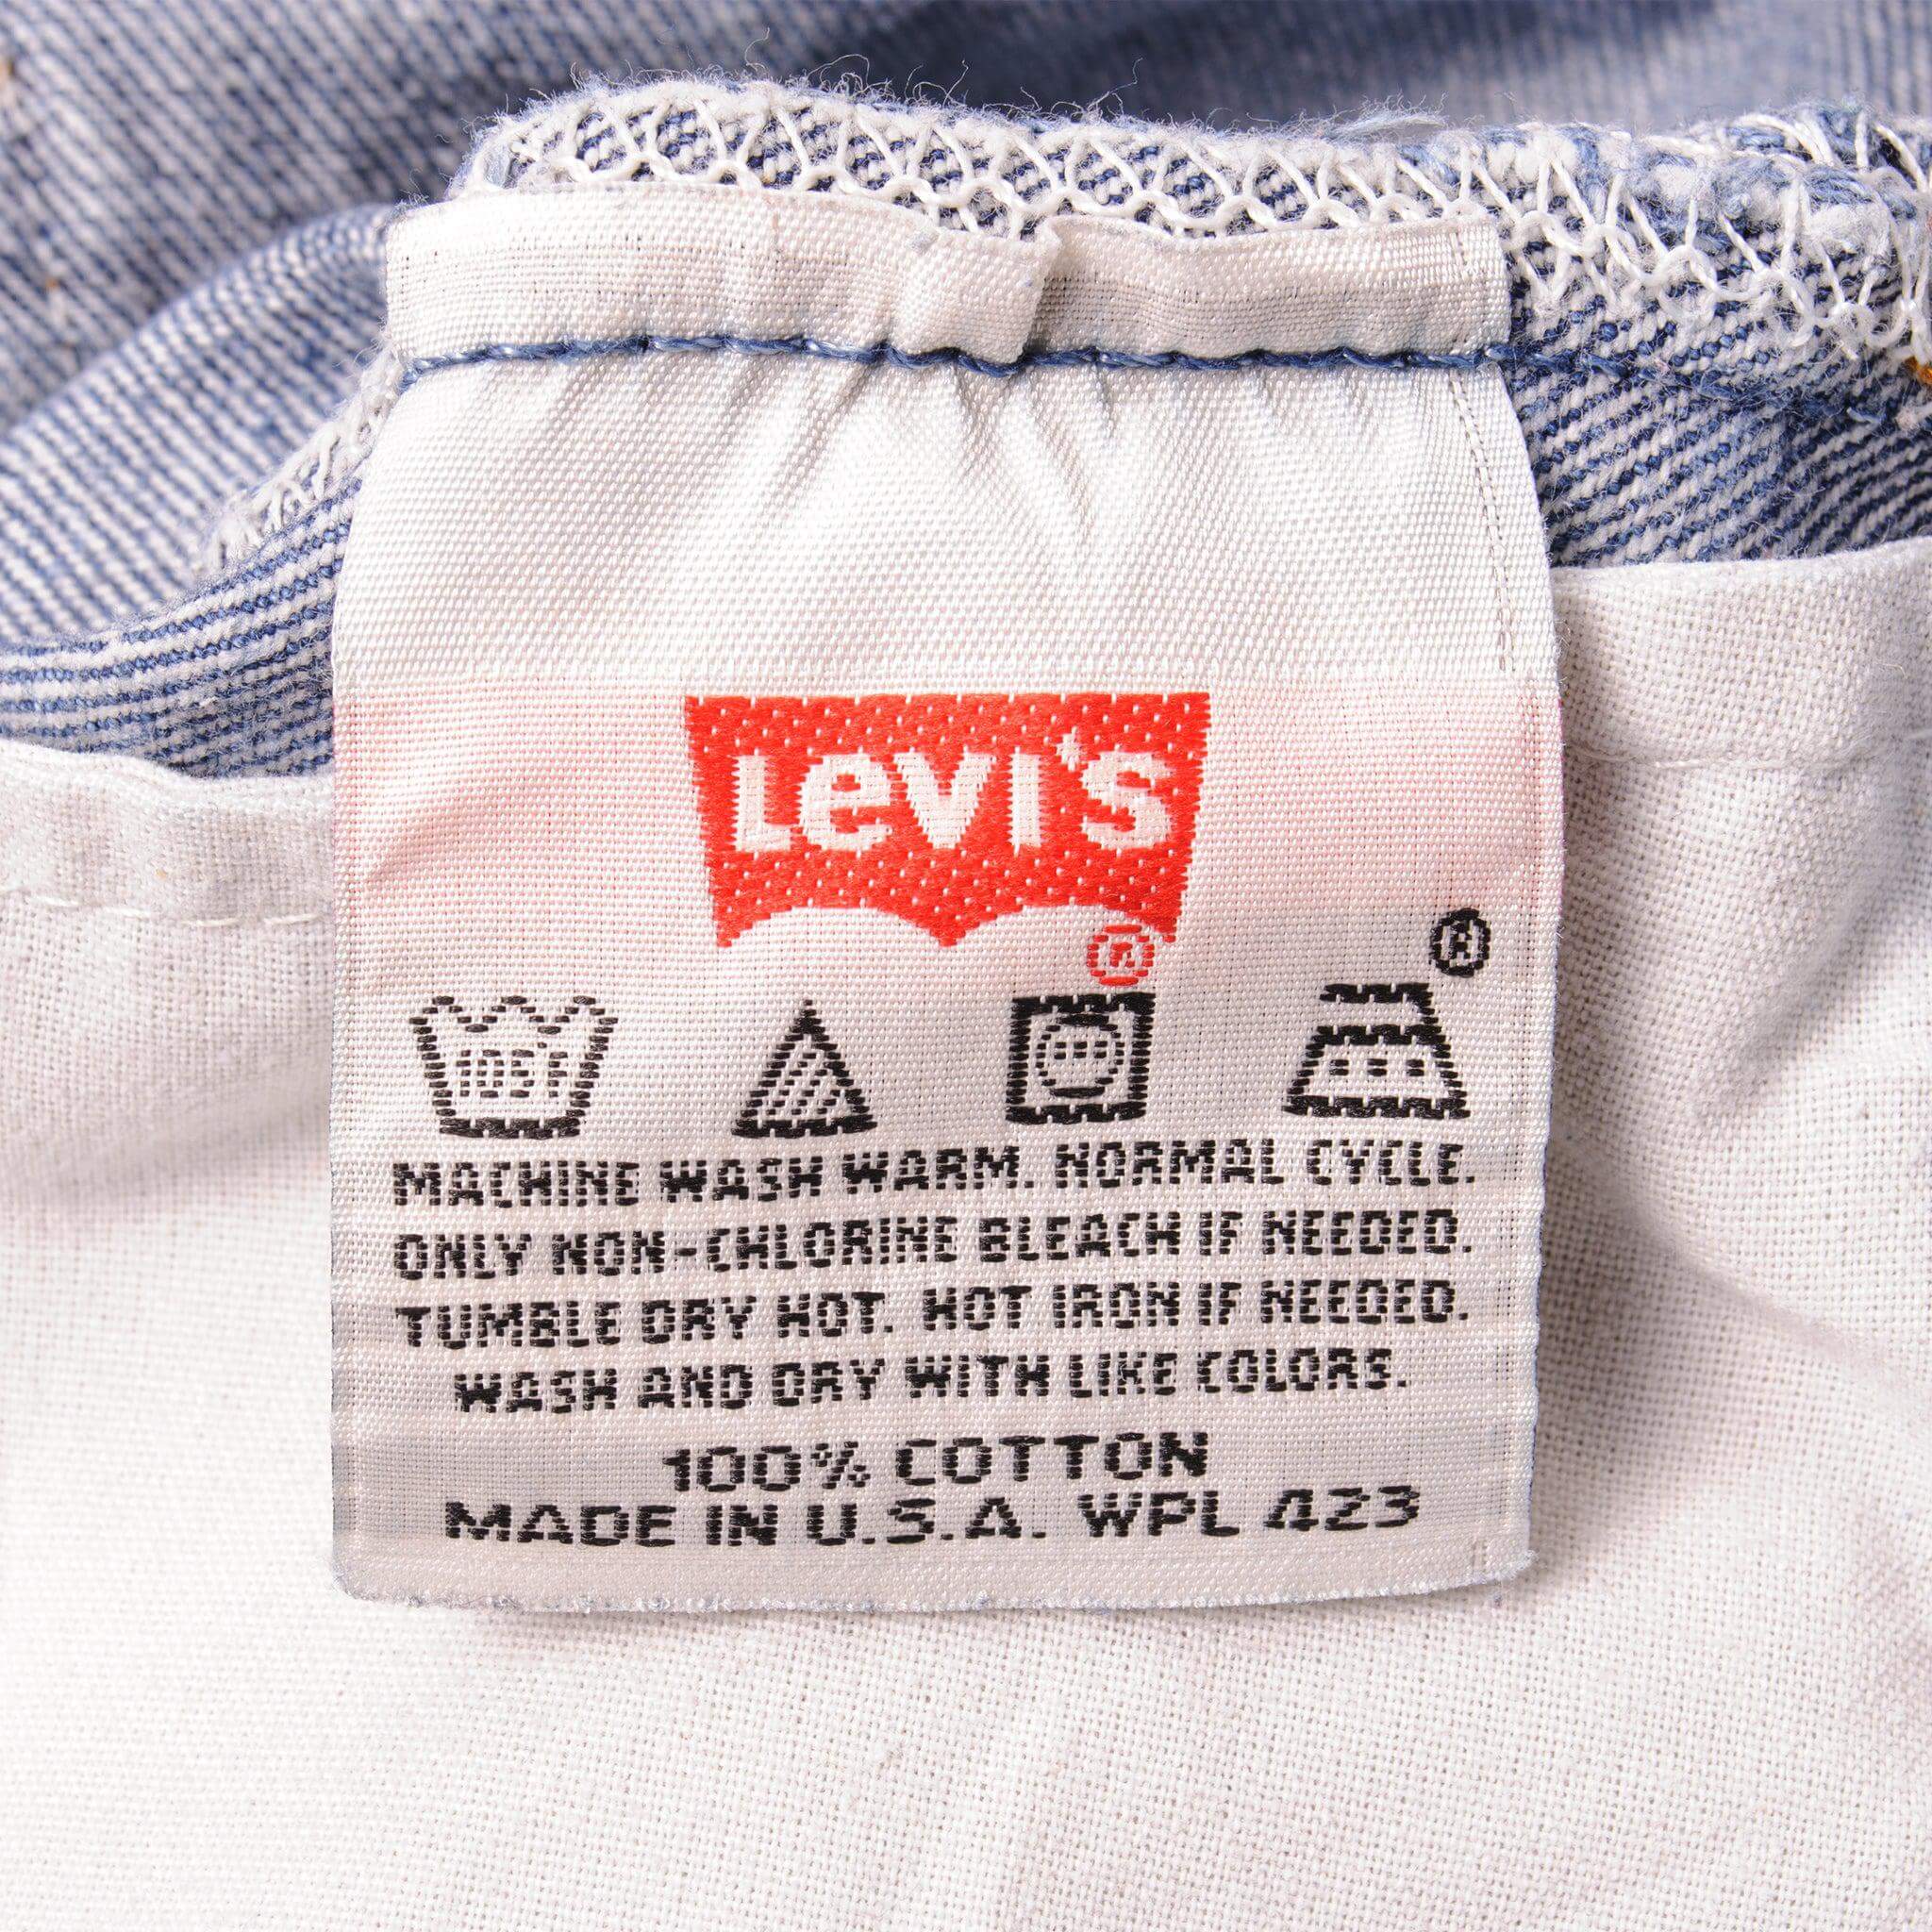 Levi's
®
®
105°F
MACHINE WASH WARM. NORMAL CYCLE.
ONLY NON-CHLORINE BLEACH IF NEEDED.
TUMBLE DRY HOT. HOT IRON IF NEEDED.
WASH AND DRY WITH LIKE COLORS.
100% COTTON
MADE IN U.S.A. WPL 423